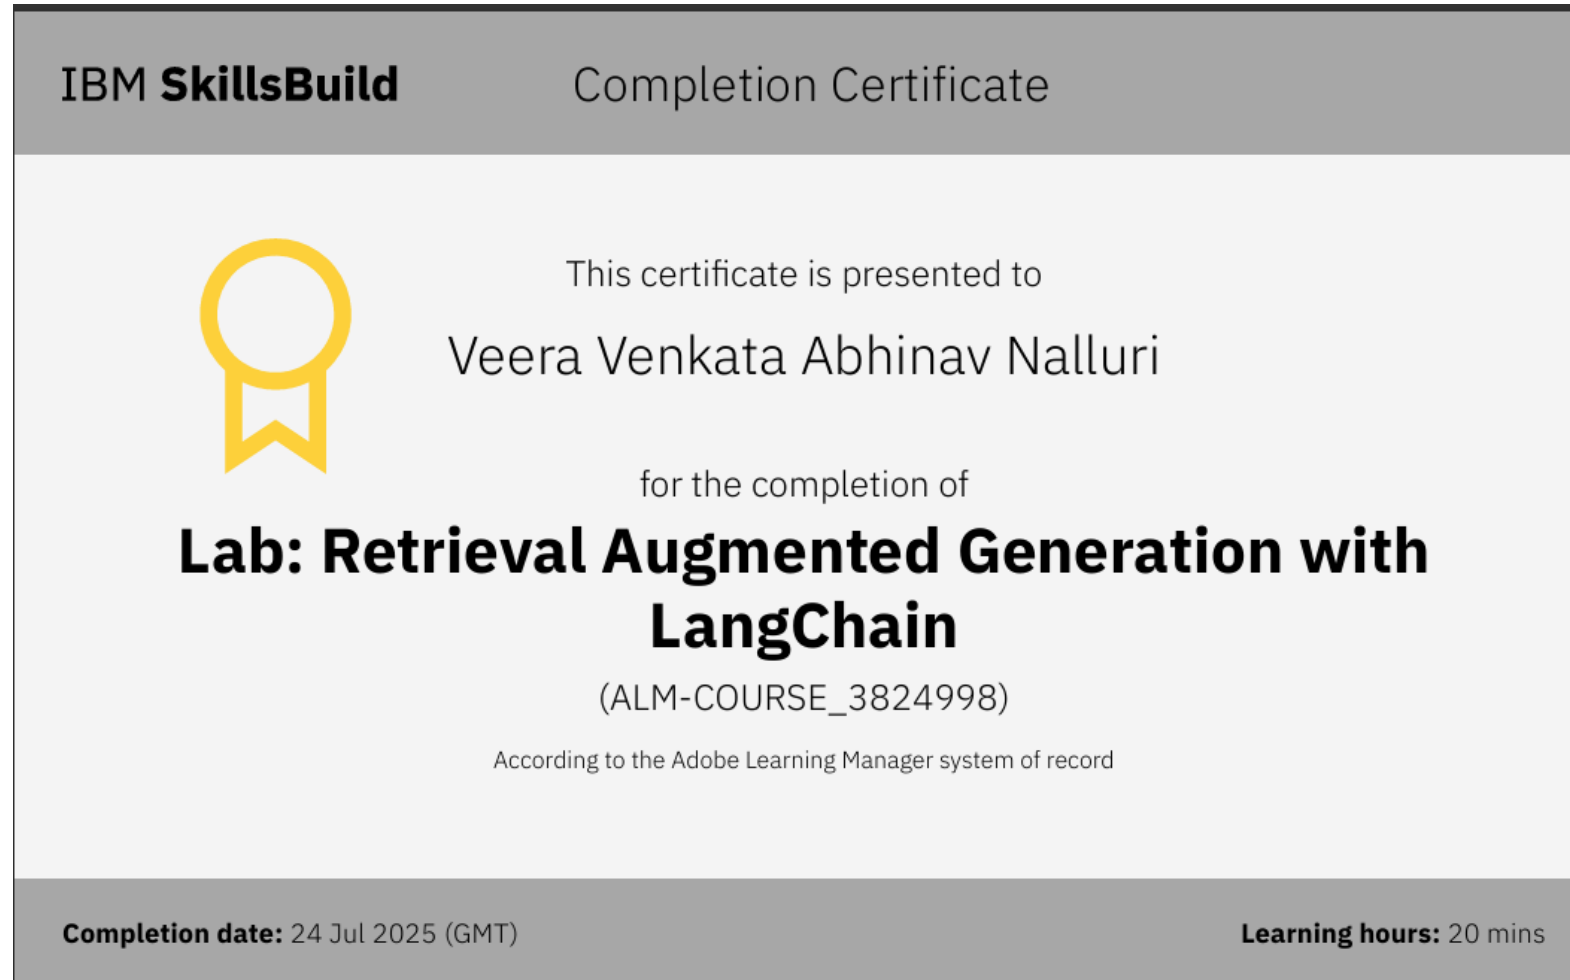 IBM SkillsBuild
Completion Certificate
This certificate is presented to
Veera Venkata Abhinav Nalluri
for the completion of
Lab: Retrieval Augmented Generation with
LangChain
(ALM-COURSE_3824998)
According to the Adobe Learning Manager system of record
Completion date: 24 Jul 2025 (GMT)
Learning hours: 20 mins